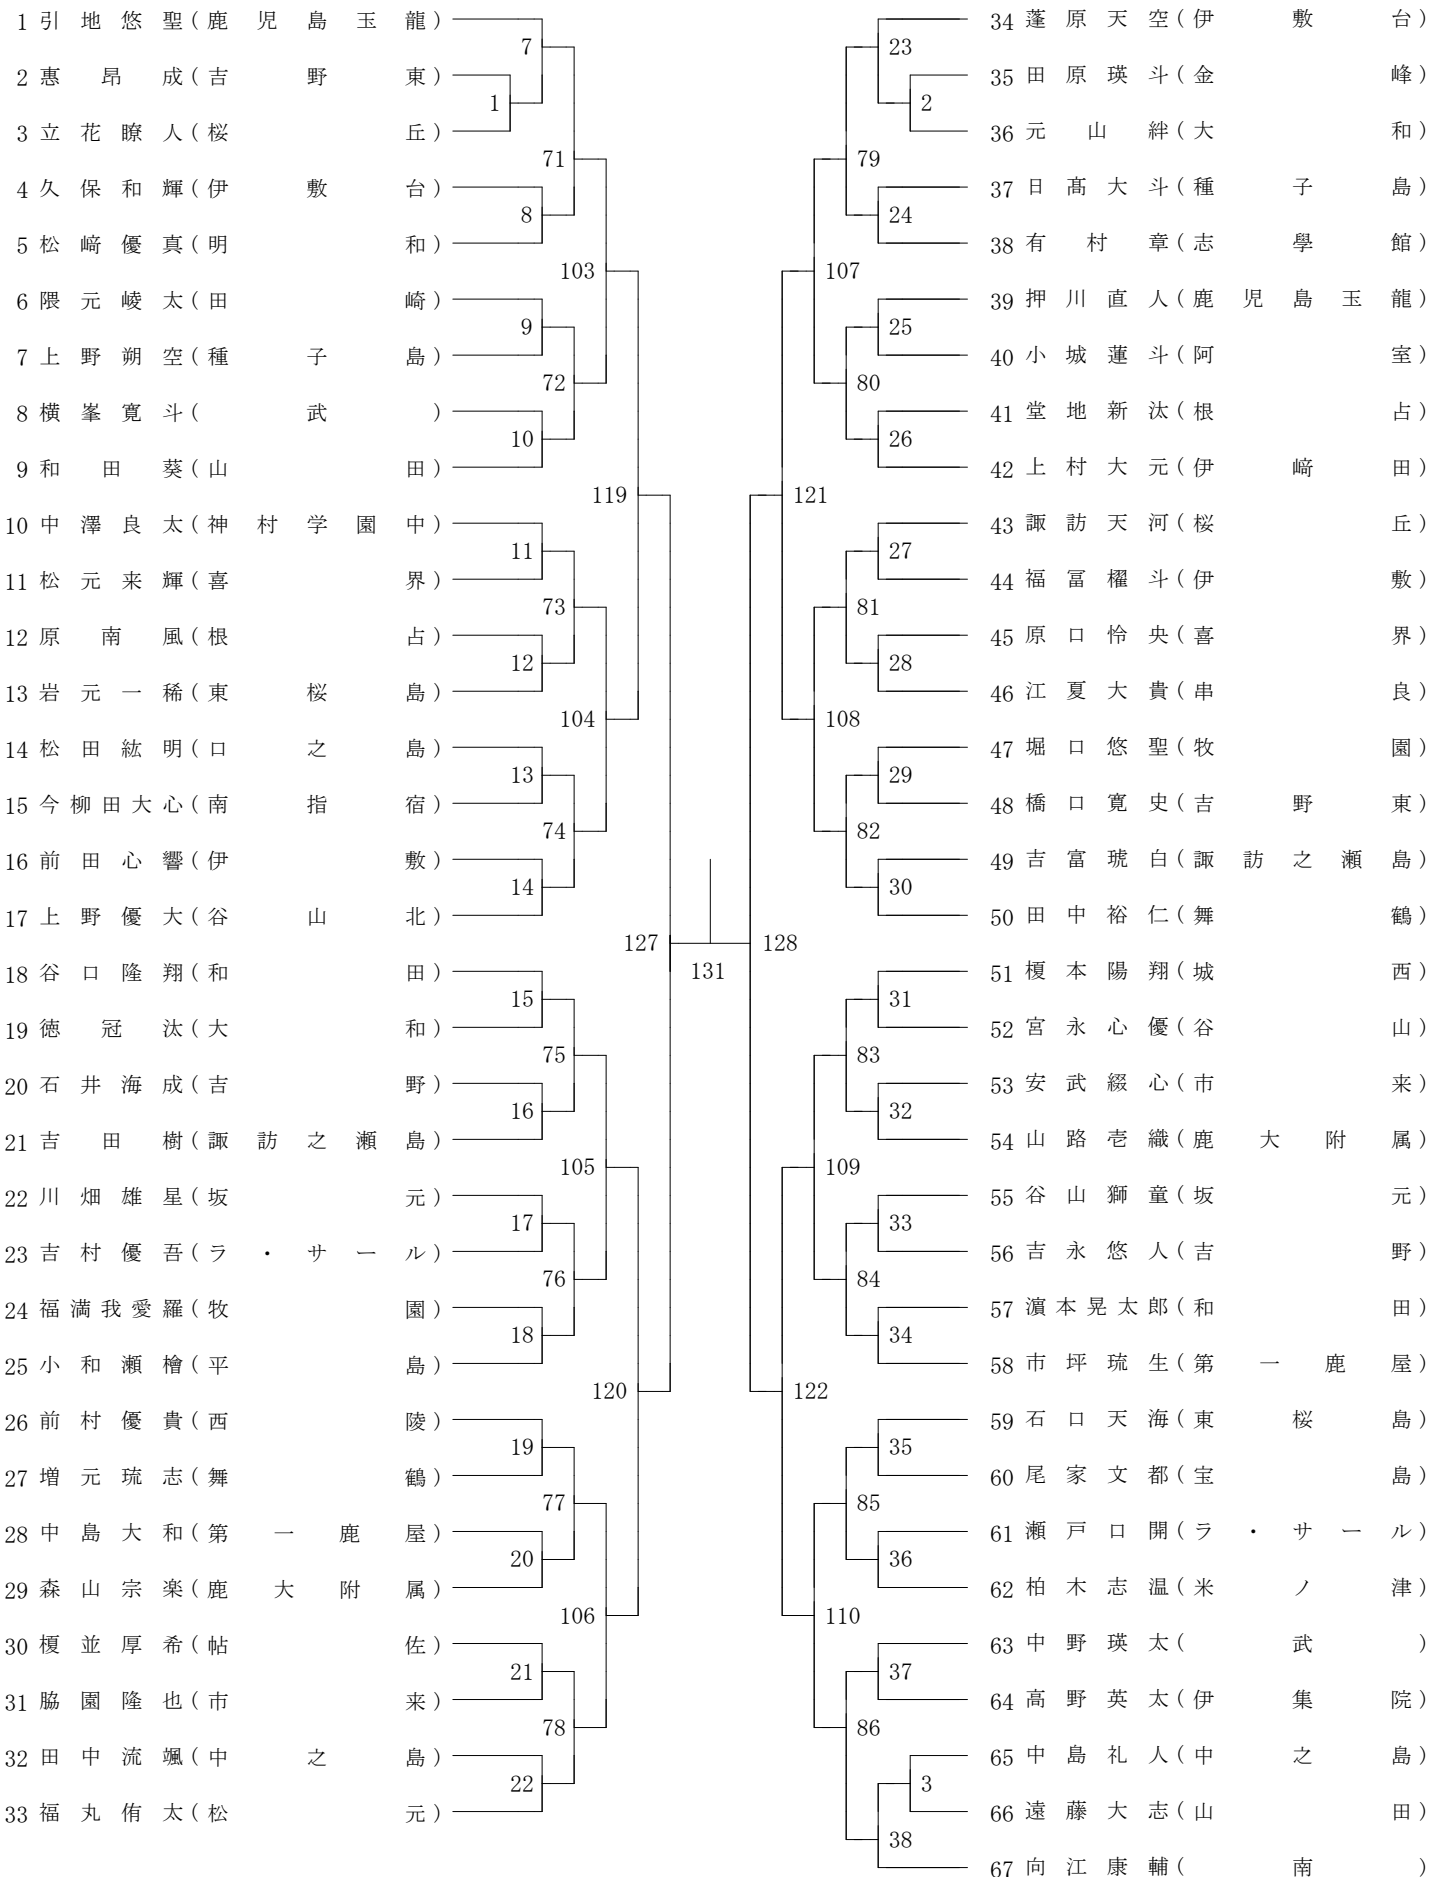 1 引地悠聖(鹿児島玉龍)
2 惠昂成(吉野東)
3 立花瞭人(桜丘)
4 久保和輝(伊敷台)
5 松﨑優真(明和)
6 隈元崚太(田崎)
7 上野朔空(種子島)
8 横峯寛斗(武)
9 和田葵(山田)
10 中澤良太(神村学園中)
11 松元来輝(喜界)
12 原南風(根占)
13 岩元一稀(東桜島)
14 松田紘明(口之島)
15 今柳田大心(南指宿)
16 前田心響(伊敷)
17 上野優大(谷山北)
18 谷口隆翔(和田)
19 徳冠汰(大和)
20 石井海成(吉野)
21 吉田樹(諏訪之瀬島)
22 川畑雄星(坂元)
23 吉村優吾(ラ・サール)
24 福満我愛羅(牧園)
25 小和瀬檜(平島)
26 前村優貴(西陵)
27 増元琉志(舞鶴)
28 中島大和(第一鹿屋)
29 森山宗楽(鹿大附属)
30 榎並厚希(帖佐)
31 脇園隆也(市来)
32 田中流颯(中之島)
33 福丸侑太(松元)
1
7
8
9
10
11
12
13
14
15
16
17
18
19
20
21
22
71
72
73
74
75
76
77
78
103
104
105
106
119
120
127
131
128
121
122
107
108
109
110
79
80
81
82
83
84
85
86
23
24
25
26
27
28
29
30
31
32
33
34
35
36
37
38
2
3
34 蓬原天空(伊敷台)
35 田原瑛斗(金峰)
36 元山絆(大和)
37 日髙大斗(種子島)
38 有村章(志學館)
39 押川直人(鹿児島玉龍)
40 小城蓮斗(阿室)
41 堂地新汰(根占)
42 上村大元(伊﨑田)
43 諏訪天河(桜丘)
44 福冨櫂斗(伊敷)
45 原口怜央(喜界)
46 江夏大貴(串良)
47 堀口悠聖(牧園)
48 橋口寛史(吉野東)
49 吉富琥白(諏訪之瀬島)
50 田中裕仁(舞鶴)
51 榎本陽翔(城西)
52 宮永心優(谷山)
53 安武綴心(市来)
54 山路壱織(鹿大附属)
55 谷山獅童(坂元)
56 吉永悠人(吉野)
57 濵本晃太郎(和田)
58 市坪琉生(第一鹿屋)
59 石口天海(東桜島)
60 尾家文都(宝島)
61 瀬戸口開(ラ・サール)
62 柏木志温(米ノ津)
63 中野瑛太(武)
64 高野英太(伊集院)
65 中島礼人(中之島)
66 遠藤大志(山田)
67 向江康輔(南)